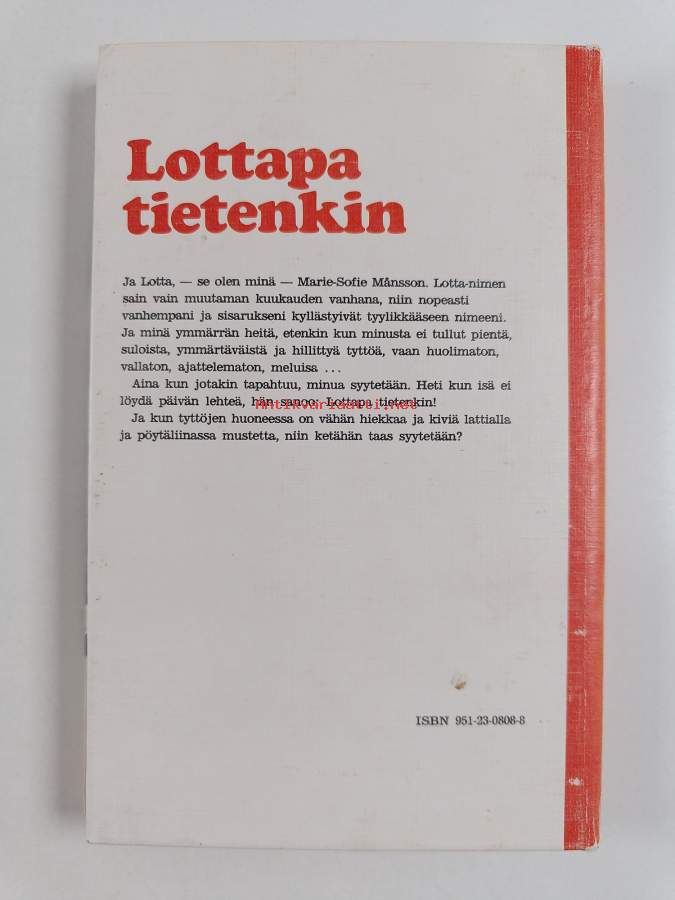 Lottapa
tietenkin
Ja Lotta, — se olen minä — Marie-Sofie Månsson. Lotta-nimen
sain vain muutaman kuukauden vanhana, niin nopeasti
vanhempani ja sisarukseni kyllästyivät tyylikkääseen nimeeni.
Ja minä ymmärrän heitä, etenkin kun minusta ei tullut pientä,
suloista, ymmärtäväistä ja hillittyä tyttöä, vaan huolimaton,
vallaton, ajattelematon, meluisa ...
Aina kun jotakin tapahtuu, minua syytetään. Heti kun isä ei
löydä päivän lehteä, hän sanoo: Lottapa tietenkin!
Antikvariaatti.net
Ja kun tyttöjen huoneessa on vähän hiekkaa ja kiviä lattialla
ja pöytäliinassa mustetta, niin ketähän taas syytetään?
ISBN 951-23-0808-8